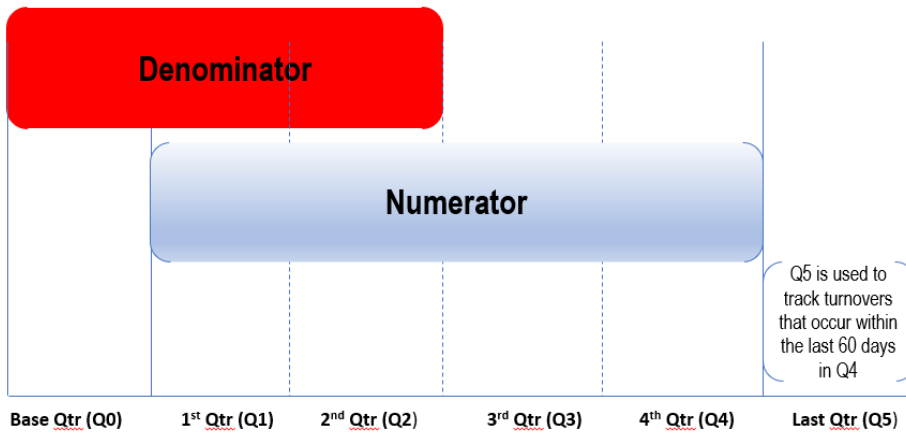 Denominator
Numerator
Q5 is used to
track turnovers
that occur within
the last 60 days
in Q4
Base Qtr (Q0)
1st Qtr (Q1)
2nd Qtr (Q2)
3rd Qtr (Q3)
4th Qtr (Q4)
Last Qtr (Q5)